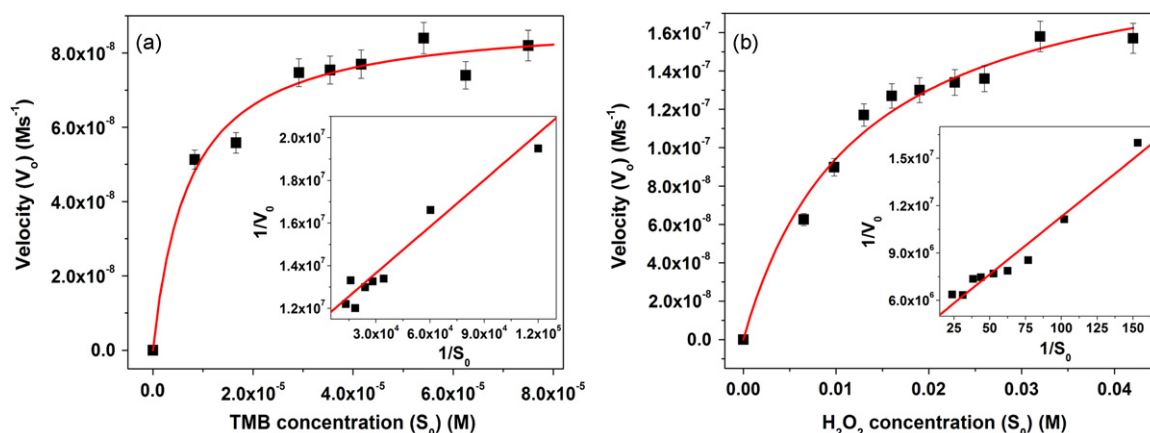 (a)
Velocity (V₀) (Ms⁻¹)
8.0x10⁻⁸
6.0x10⁻⁸
4.0x10⁻⁸
2.0x10⁻⁸
0.0
0.0
2.0x10⁻⁵
4.0x10⁻⁵
6.0x10⁻⁵
8.0x10⁻⁵
TMB concentration (S₀) (M)
1/V₀
2.0x10⁷
1.8x10⁷
1.6x10⁷
1.4x10⁷
1.2x10⁷
3.0x10⁴
6.0x10⁴
9.0x10⁴
1.2x10⁵
1/S₀
(b)
Velocity (V₀) (Ms⁻¹)
1.6x10⁻⁷
1.4x10⁻⁷
1.2x10⁻⁷
1.0x10⁻⁷
8.0x10⁻⁸
6.0x10⁻⁸
4.0x10⁻⁸
2.0x10⁻⁸
0.0
0.00
0.01
0.02
0.03
0.04
H₂O₂ concentration (S₀) (M)
1/V₀
1.5x10⁷
1.2x10⁷
9.0x10⁶
6.0x10⁶
25
50
75
100
125
150
1/S₀